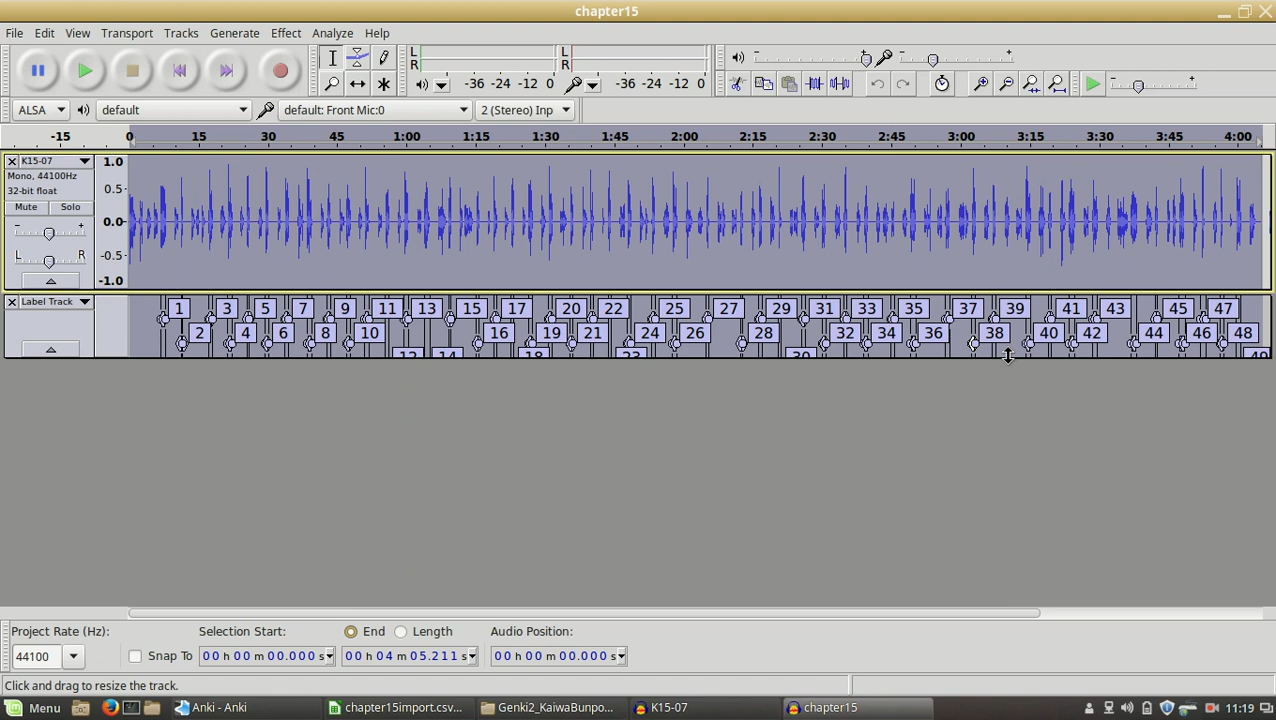 chapter15
File Edit View Transport Tracks Generate Effect Analyze Help
L
R
L
R
-36 -24 -12 0
-36 -24 -12 0
ALSA default default: Front Mic:0 2 (Stereo) Inp
-15 0 15 30 45 1:00 1:15 1:30 1:45 2:00 2:15 2:30 2:45 3:00 3:15 3:30 3:45 4:00
K15-07
Mono, 44100Hz
32-bit float
Mute Solo
- +
L R
1.0
0.5-
0.0-
-0.5-
-1.0
Label Track
1 3 5 7 9 11 13 15 17 20 22 25 27 29 31 33 35 37 39 41 43 45 47
2 4 6 8 10 16 19 21 24 26 28 32 34 36 38 40 42 44 46 48
12 14 18 23 30 49
Project Rate (Hz): Selection Start: End Length Audio Position:
44100 Snap To 00 h 00 m 00.000 s 00 h 04 m 05.211 s 00 h 00 m 00.000 s
Click and drag to resize the track.
Menu Anki - Anki chapter15import.csv... Genki2_KaiwaBunpo... K15-07 chapter15 11:19